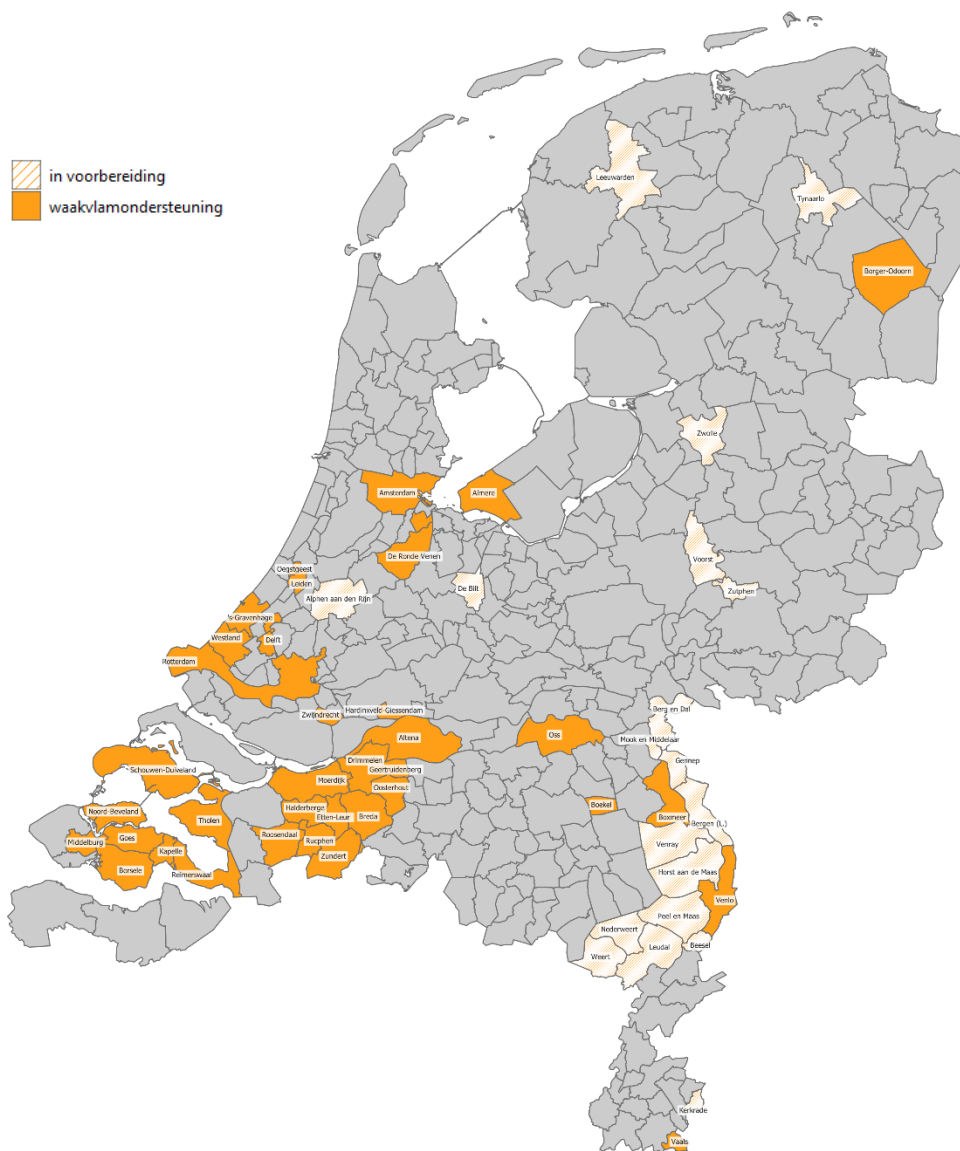 in voorbereiding
waakvlamondersteuning
Leeuwarden
Tynaarlo
Borger-Odoorn
Zwolle
Amsterdam
Almere
De Ronde Venen
Voorst
Oegstgeest
Leiden
De Bilt
Zutphen
Alphen aan den Rijn
's-Gravenhage
Westland
Delft
Rotterdam
Berg en Dal
Hardinxveld-Giessendam
Zwijndrecht
Altena
Oss
Mook en Middelaar
Drimmelen
Gennep
Schouwen-Duiveland
Geertruidenberg
Moerdijk
Oosterhout
Boekel
Halderberge
Noord-Beveland
Etten-Leur
Breda
Boxmeer
Tholen
Bergen (L.)
Goes
Roosendaal
Rucphen
Middelburg
Venray
Kapelle
Zundert
Borsele
Reimerswaal
Horst aan de Maas
Venlo
Peel en Maas
Nederweert
Leudal
Beesel
Weert
Kerkrade
Vaals